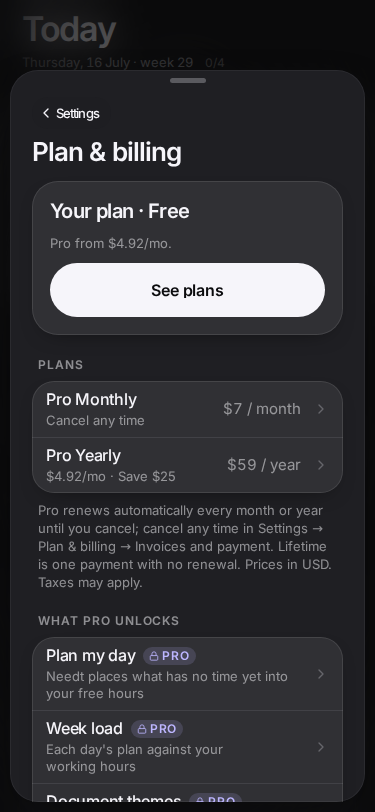 Today
Thursday, 16 July · week 29 0/4
Settings
Plan & billing
Your plan · Free
Pro from $4.92/mo.
See plans
PLANS
Pro Monthly
Cancel any time
$7 / month
Pro Yearly
$4.92/mo · Save $25
$59 / year
Pro renews automatically every month or year
until you cancel; cancel any time in Settings →
Plan & billing → Invoices and payment. Lifetime
is one payment with no renewal. Prices in USD.
Taxes may apply.
WHAT PRO UNLOCKS
Plan my day PRO
Needt places what has no time yet into
your free hours
Week load PRO
Each day's plan against your
working hours
Document themes PRO